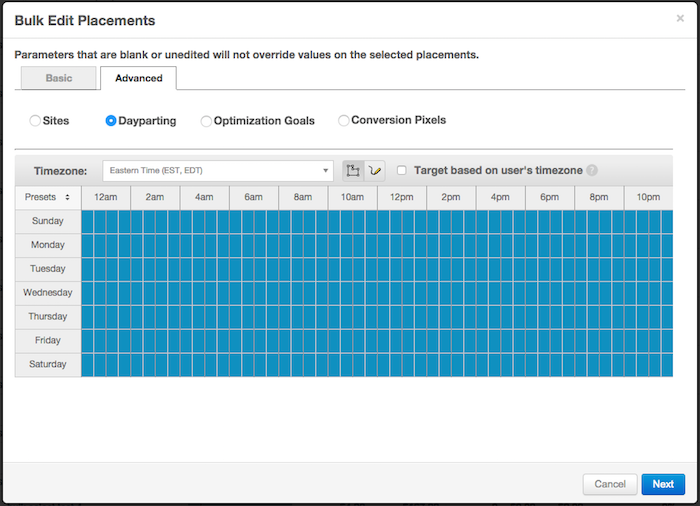 Bulk Edit Placements ×
Parameters that are blank or unedited will not override values on the selected placements.
Basic Advanced
Sites Dayparting Optimization Goals Conversion Pixels
Timezone: Eastern Time (EST, EDT) Target based on user's timezone ?
Presets 12am 2am 4am 6am 8am 10am 12pm 2pm 4pm 6pm 8pm 10pm
Sunday
Monday
Tuesday
Wednesday
Thursday
Friday
Saturday
Cancel Next